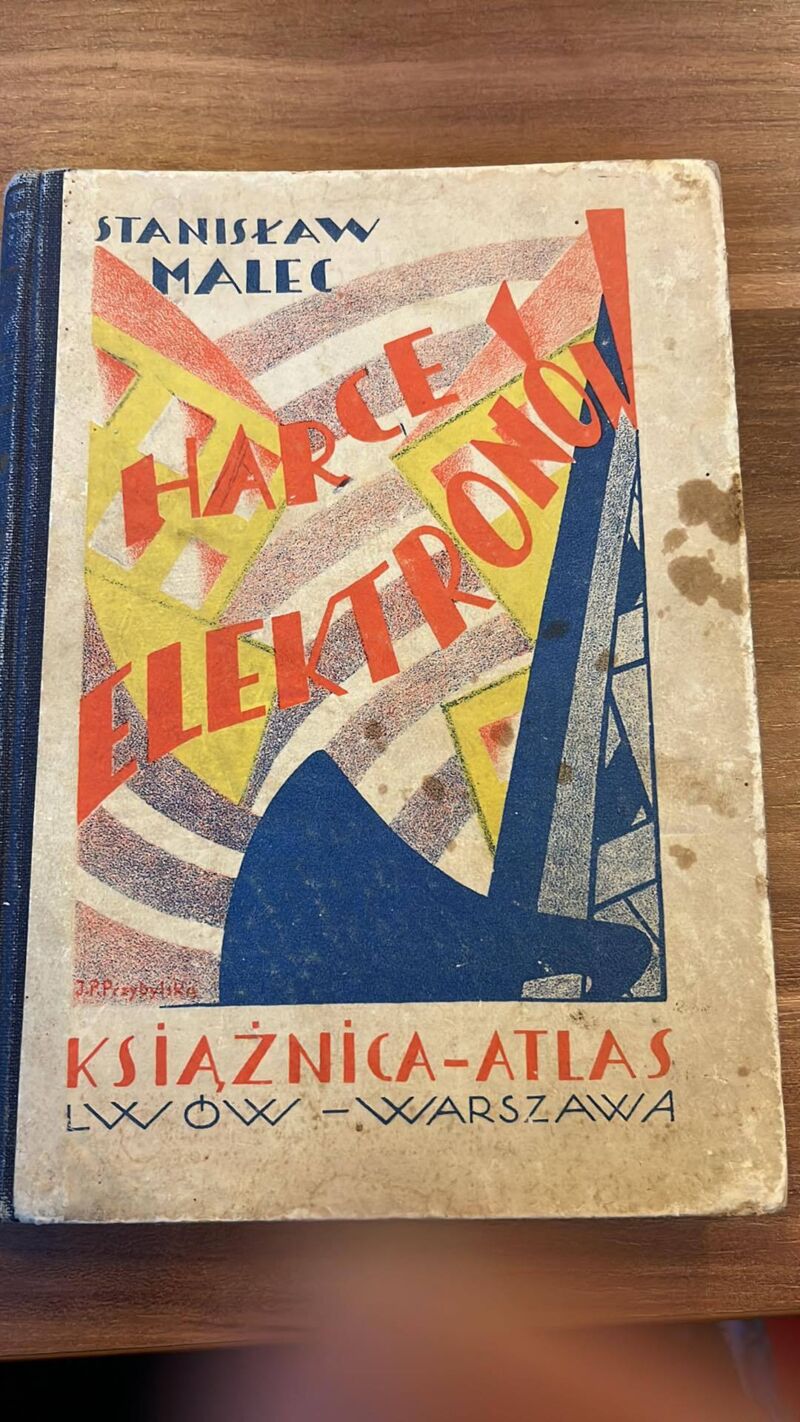 STANISŁAW
MALEC
HARCE
ELEKTRONÓW
J.P.Przybylska
KSIĄŻNICA-ATLAS
LWÓW-WARSZAWA